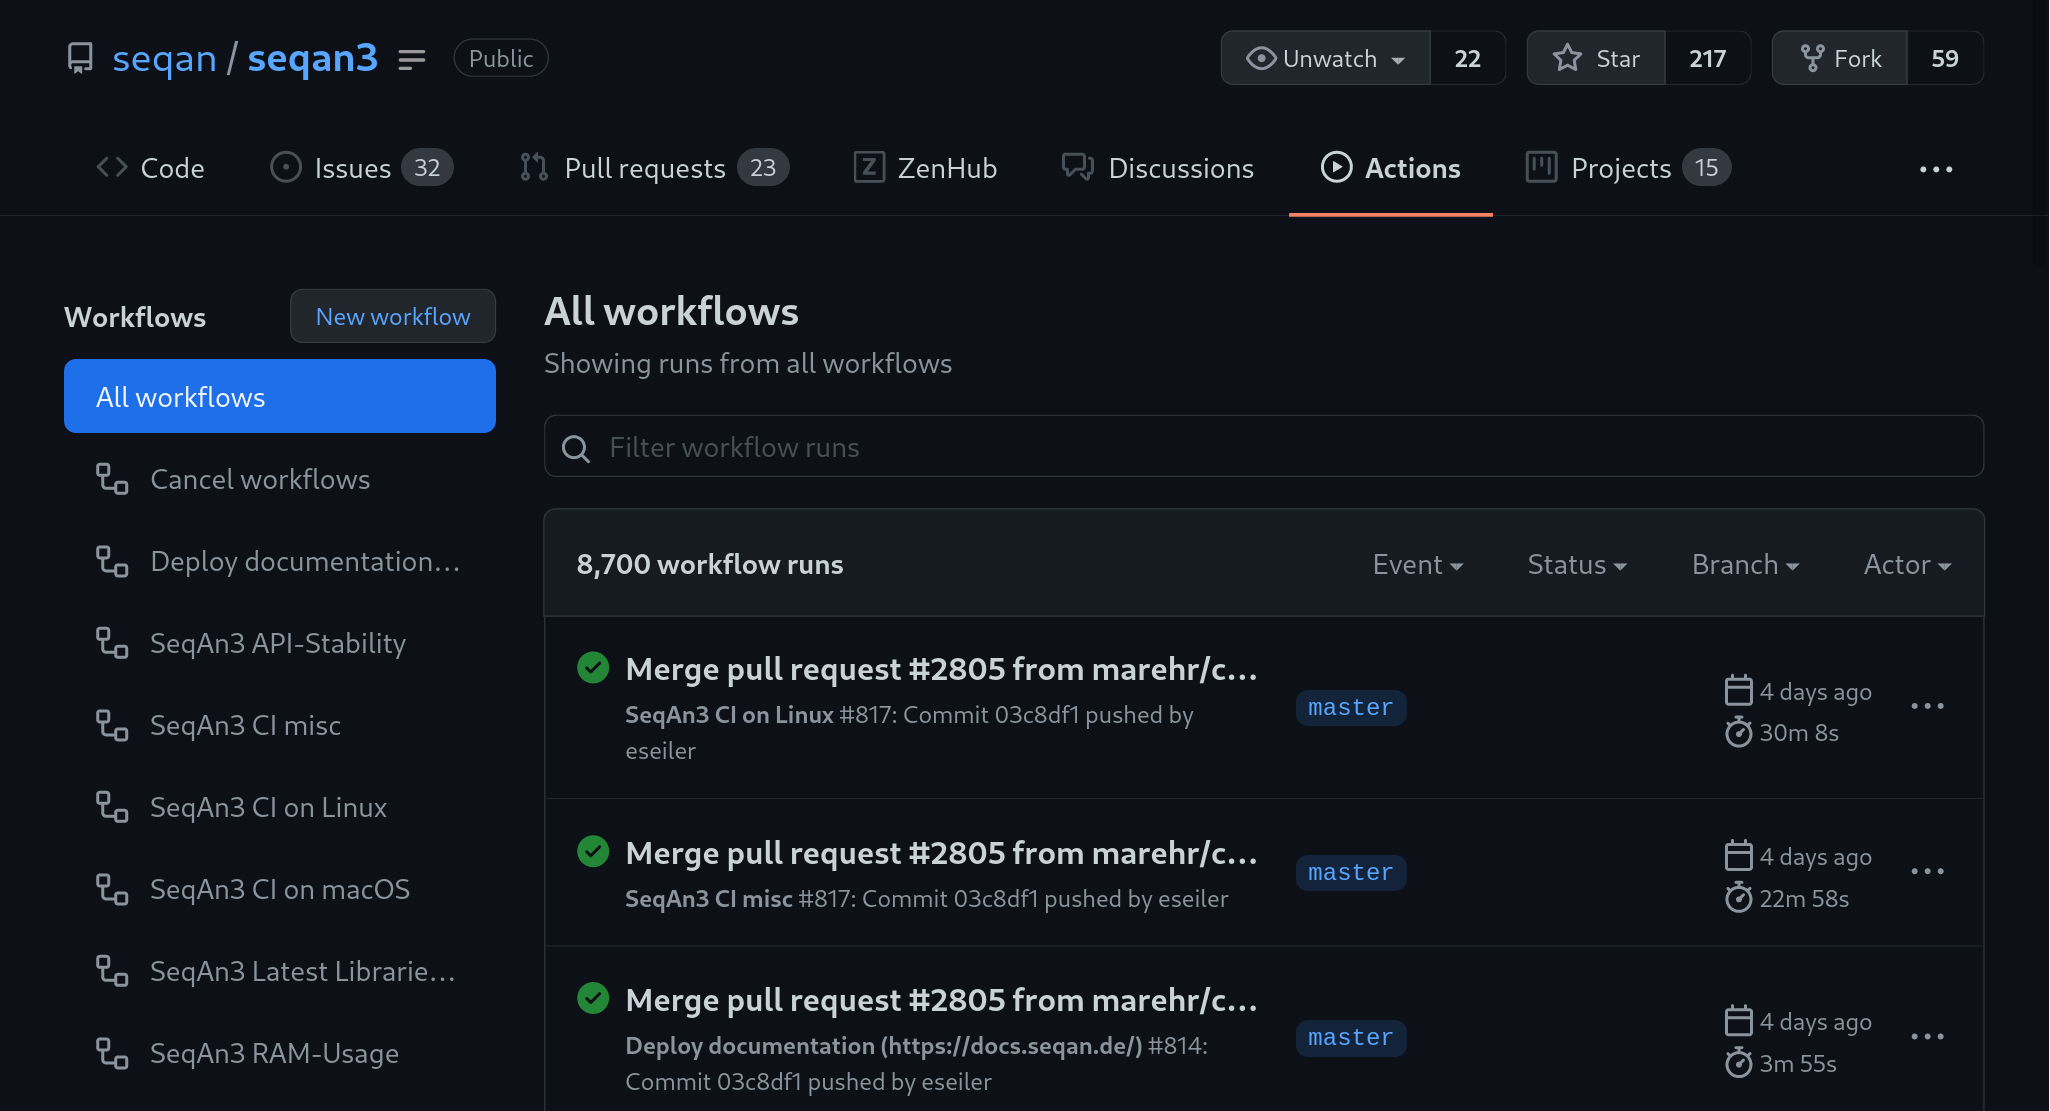 seqan / seqan3 Public Unwatch 22 Star 217 Fork 59
Code Issues 32 Pull requests 23 ZenHub Discussions Actions Projects 15 ...
Workflows New workflow
All workflows
Cancel workflows
Deploy documentation...
SeqAn3 API-Stability
SeqAn3 CI misc
SeqAn3 CI on Linux
SeqAn3 CI on macOS
SeqAn3 Latest Librarie...
SeqAn3 RAM-Usage
All workflows
Showing runs from all workflows
Filter workflow runs
8,700 workflow runs Event Status Branch Actor
Merge pull request #2805 from marehr/c...
SeqAn3 CI on Linux #817: Commit 03c8df1 pushed by
eseiler
master
4 days ago
30m 8s
Merge pull request #2805 from marehr/c...
SeqAn3 CI misc #817: Commit 03c8df1 pushed by eseiler
master
4 days ago
22m 58s
Merge pull request #2805 from marehr/c...
Deploy documentation (https://docs.seqan.de/) #814:
Commit 03c8df1 pushed by eseiler
master
4 days ago
3m 55s